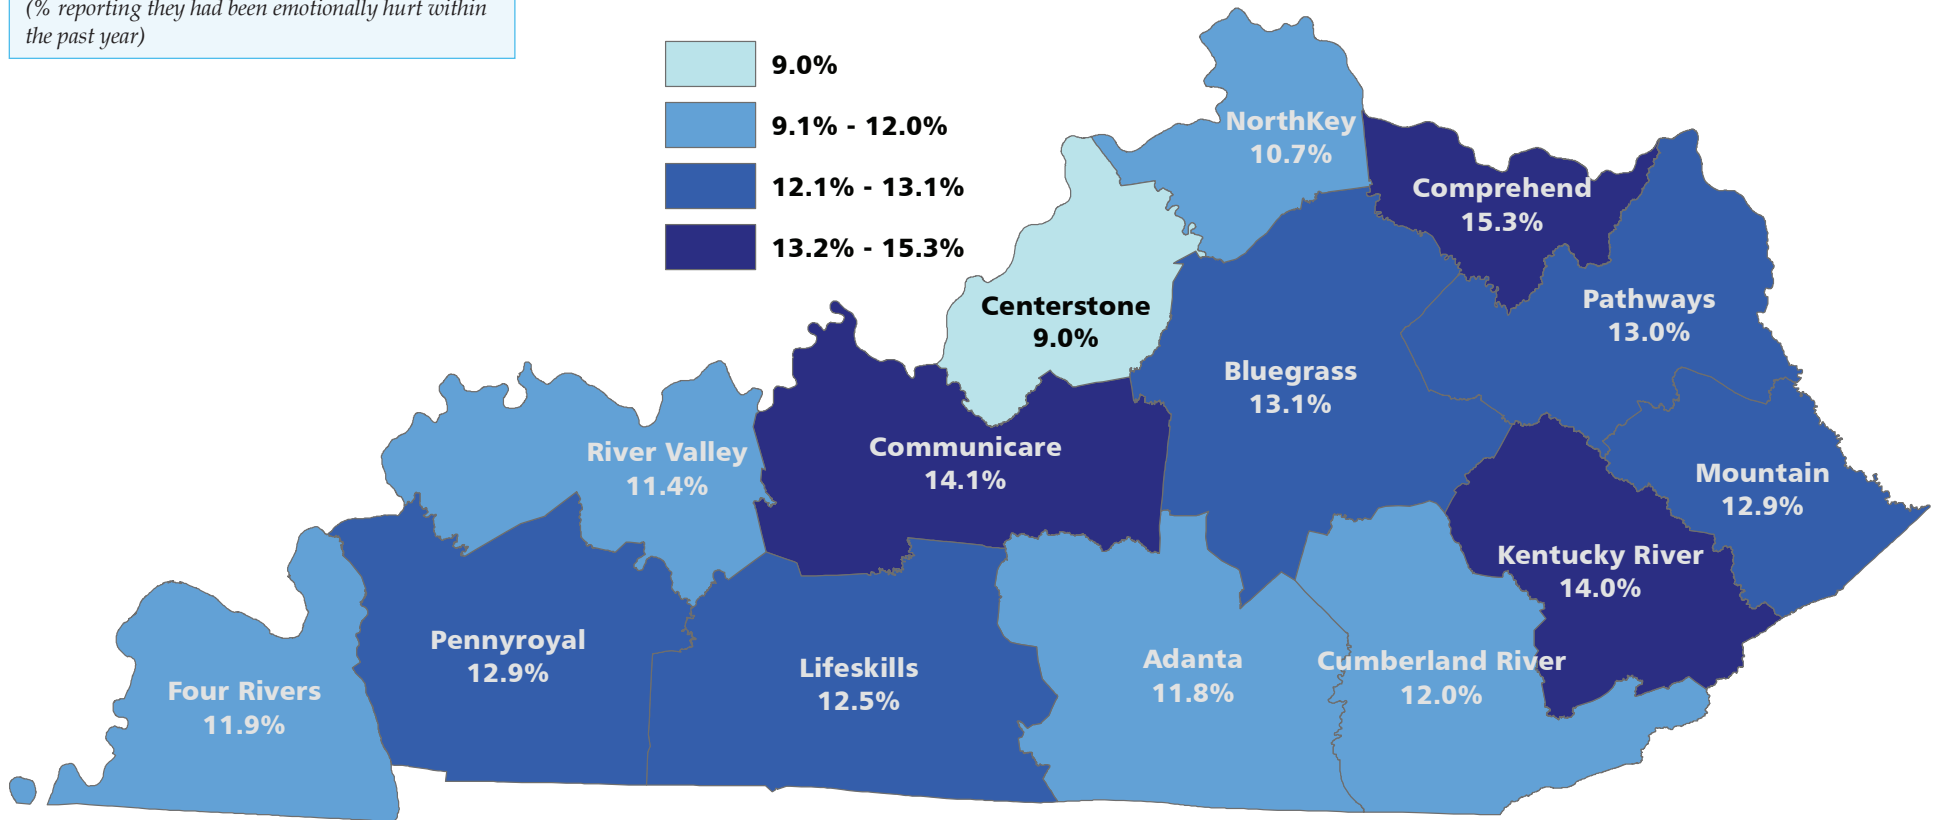 (% reporting they had been emotionally hurt within
the past year)
9.0%
9.1% - 12.0%
12.1% - 13.1%
13.2% - 15.3%
NorthKey
10.7%
Comprehend
15.3%
Centerstone
9.0%
Pathways
13.0%
Bluegrass
13.1%
River Valley
11.4%
Communicare
14.1%
Mountain
12.9%
Kentucky River
14.0%
Pennyroyal
12.9%
Lifeskills
12.5%
Adanta
11.8%
Cumberland River
12.0%
Four Rivers
11.9%